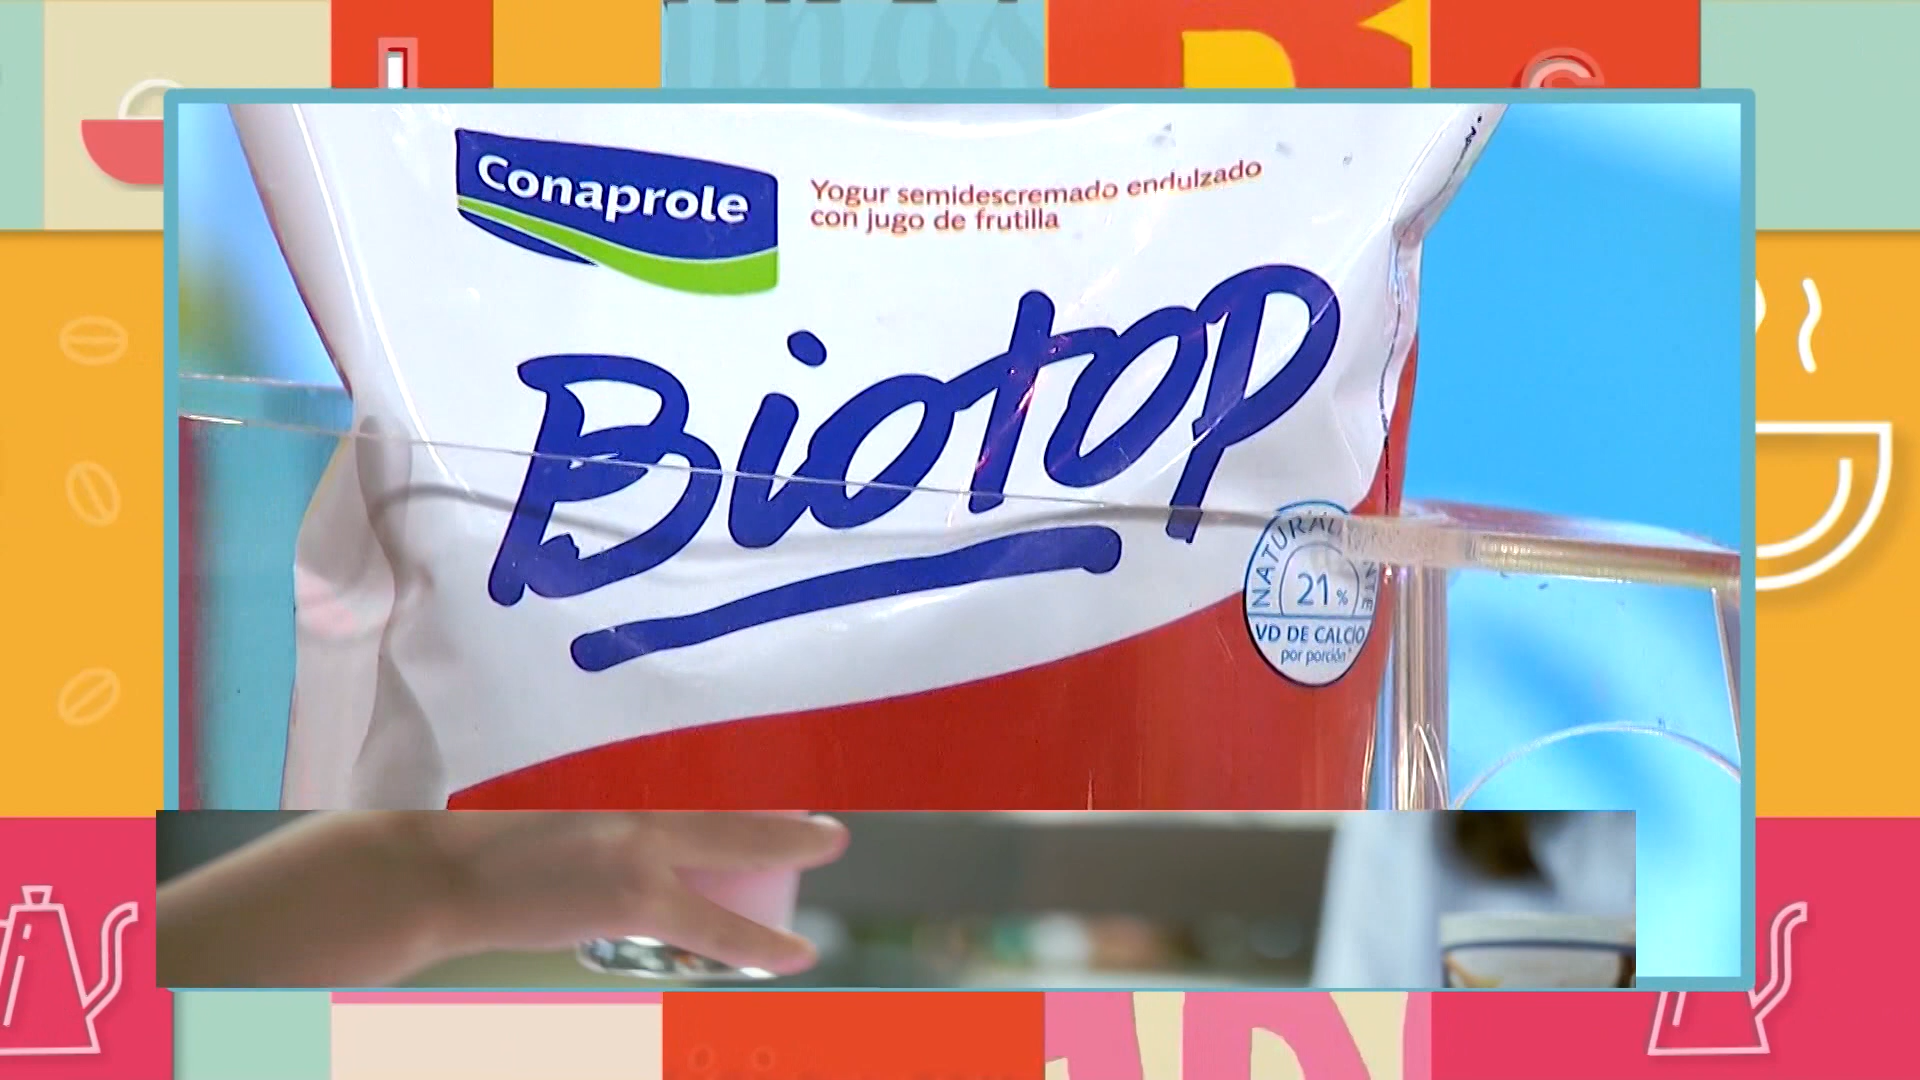 Conaprole
Yogur semidescremado endulzado
con jugo de frutilla
Biotop
21%
VD DE CALCIO
por porción*